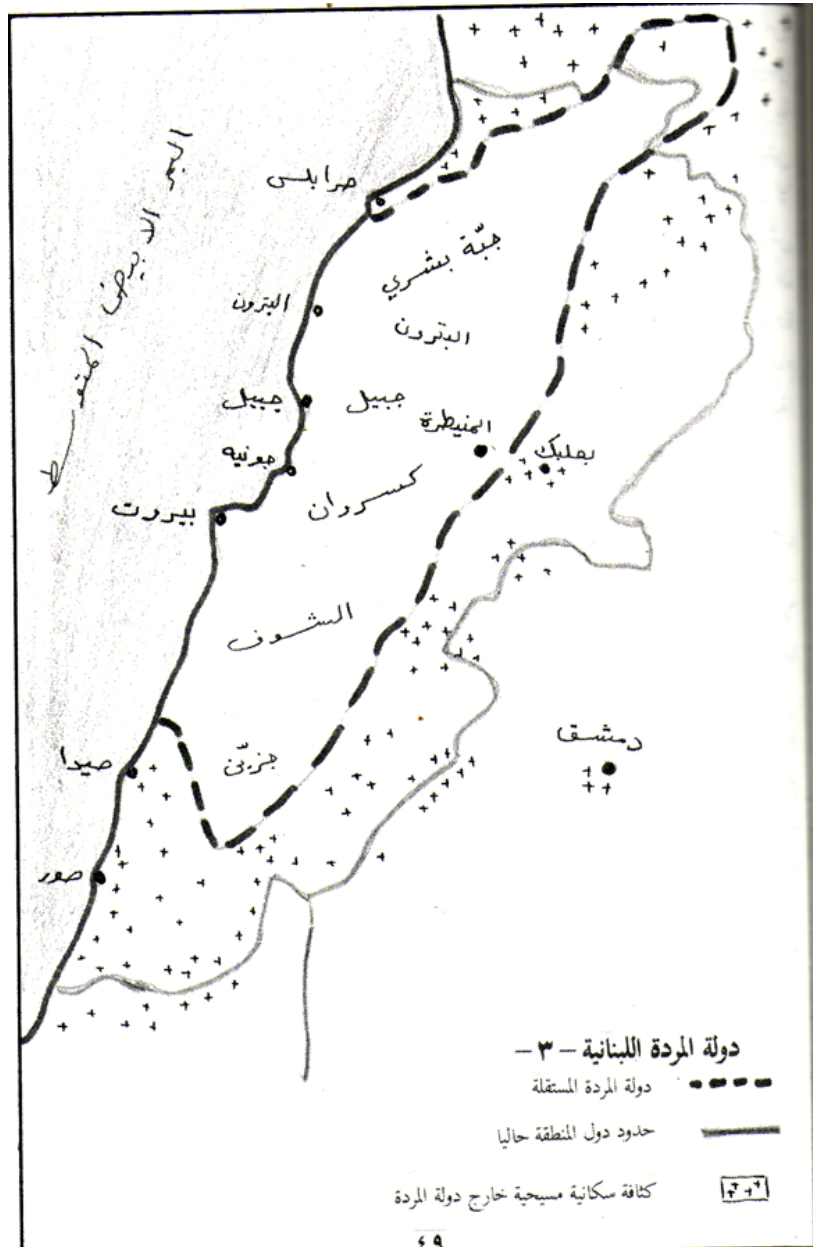 البحر الابيض المتوسط
طرابلس
جبّة بشري
البترون
البترون
جبيل
جبيل
المنيطرة
بعلبك
جونيه
كسروان
بيروت
الشوف
دمشق
جزين
صيدا
صور
دولة المردة اللبنانية – ٣ –
دولة المردة المستقلة
حدود دول المنطقة حاليا
كثافة سكانية مسيحية خارج دولة المردة
٤٩